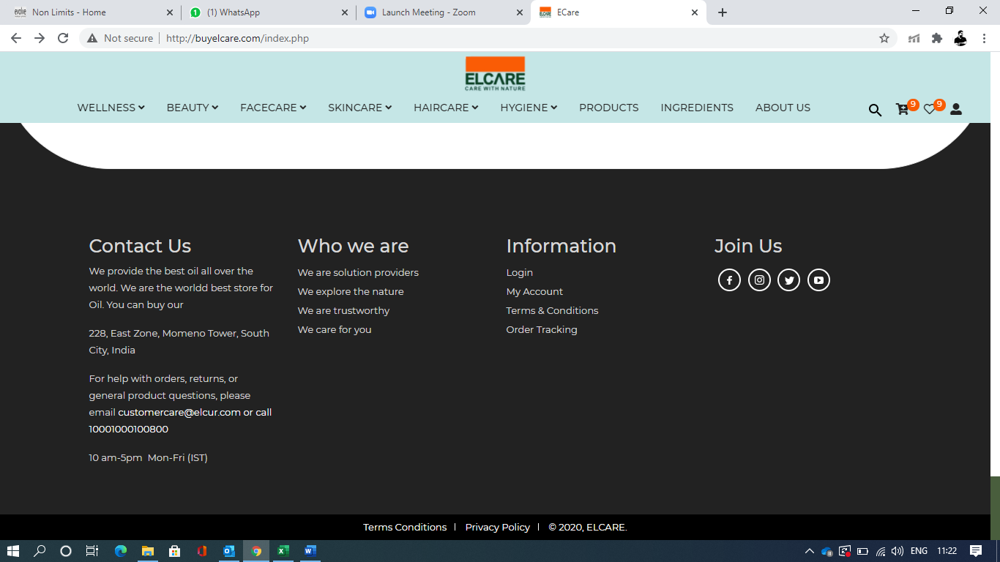 Non Limits - Home
(1) WhatsApp
Launch Meeting - Zoom
ECare
Not secure
http://buyelcare.com/index.php
ELCARE
CARE WITH NATURE
WELLNESS BEAUTY FACECARE SKINCARE HAIRCARE HYGIENE PRODUCTS INGREDIENTS ABOUT US 9 9
Contact Us
We provide the best oil all over the
world. We are the worldd best store for
Oil. You can buy our
228, East Zone, Momeno Tower, South
City, India
For help with orders, returns, or
general product questions, please
email customercare@elcur.com or call
10001000100800
10 am-5pm Mon-Fri (IST)
Who we are
We are solution providers
We explore the nature
We are trustworthy
We care for you
Information
Login
My Account
Terms & Conditions
Order Tracking
Join Us
Terms Conditions | Privacy Policy | © 2020, ELCARE.
ENG 11:22